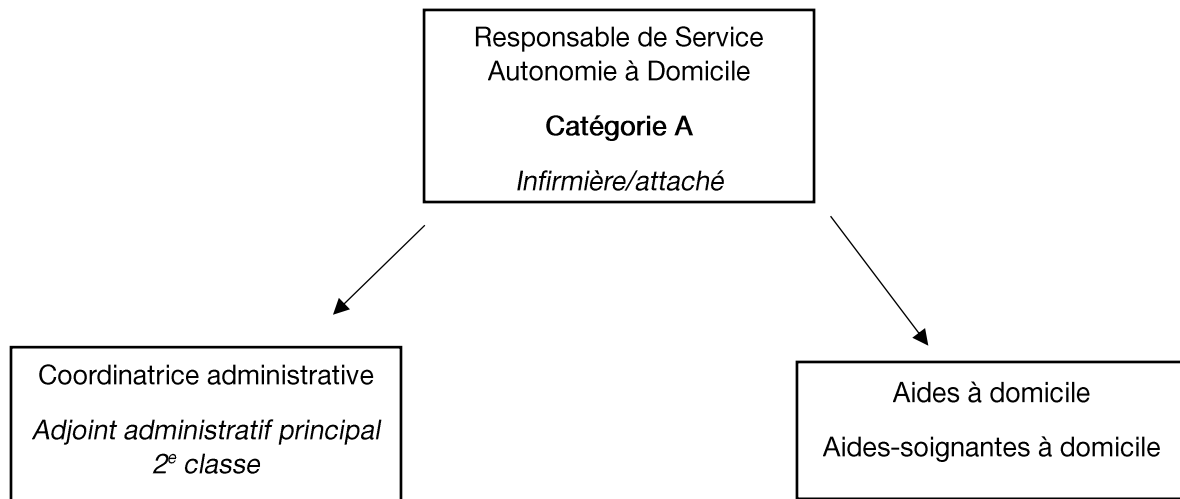 Responsable de Service
Autonomie à Domicile
Catégorie A
Infirmière/attaché
Coordinatrice administrative
Adjoint administratif principal
2e classe
Aides à domicile
Aides-soignantes à domicile